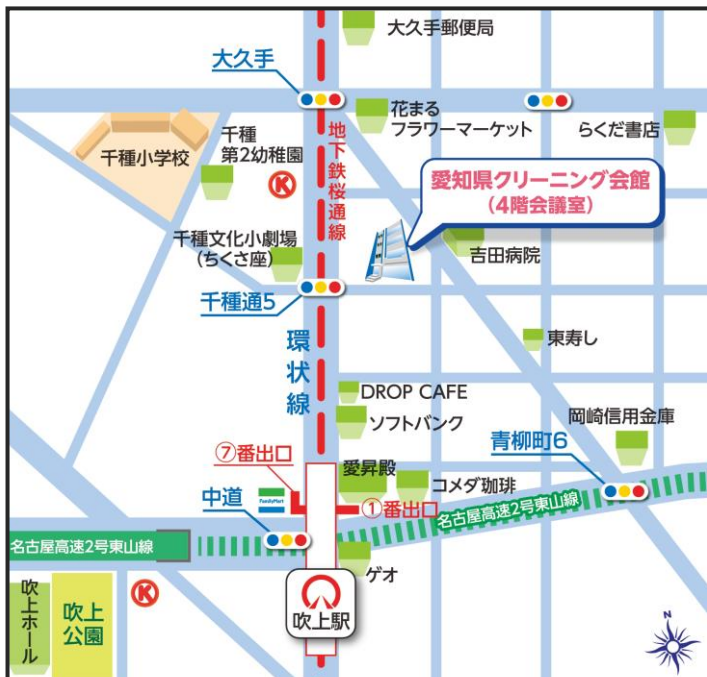 大久手郵便局
大久手
花まる
フラワーマーケット
らくだ書店
千種小学校
千種
第2幼稚園
K
地下鉄桜通線
愛知県クリーニング会館
(4階会議室)
千種文化小劇場
(ちくさ座)
吉田病院
千種通5
環状線
東寿し
DROP CAFE
ソフトバンク
岡崎信用金庫
青柳町6
⑦番出口
愛昇殿
コメダ珈琲
FamilyMart
中道
①番出口
名古屋高速2号東山線
名古屋高速2号東山線
ゲオ
K
吹上ホール
吹上
公園
吹上駅
N